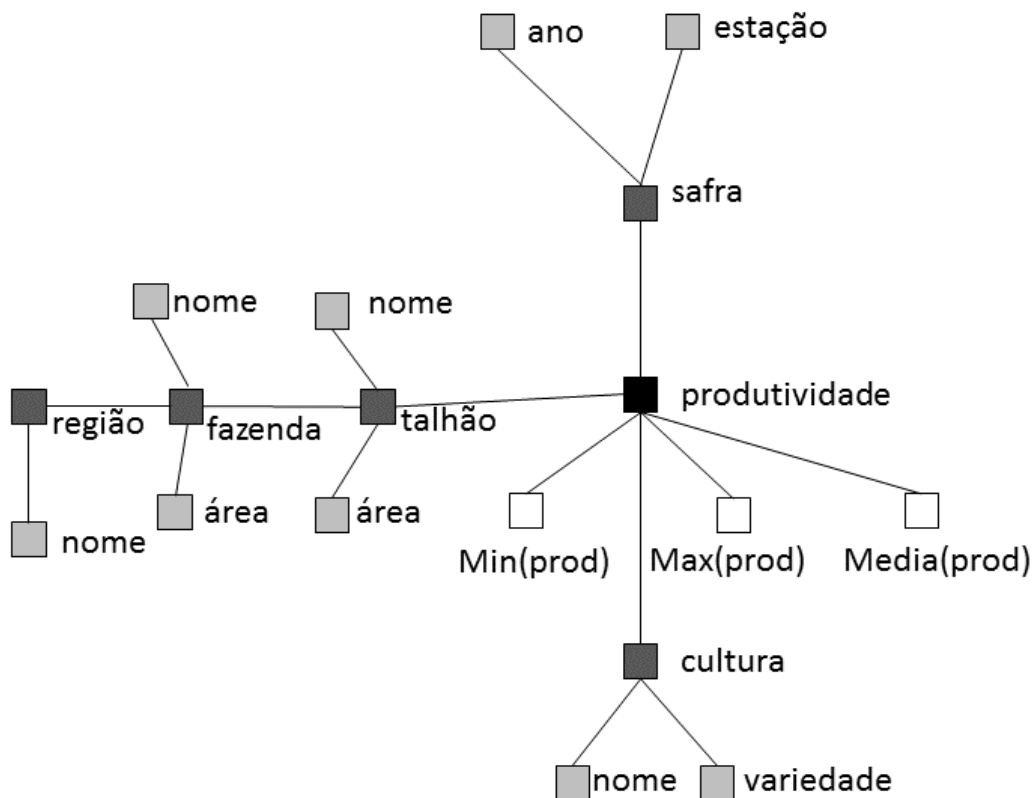 ano
estação
safra
nome
nome
produtividade
região
fazenda
talhão
nome
área
área
Min(prod)
Max(prod)
Media(prod)
cultura
nome
variedade